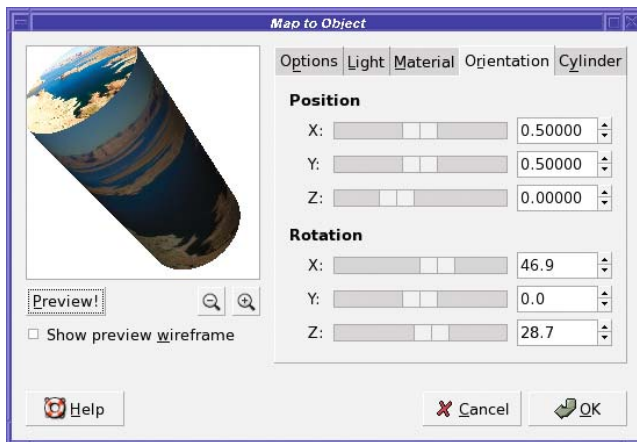 Map to Object
Options Light Material Orientation Cylinder
Position
X: 0.50000
Y: 0.50000
Z: 0.00000
Rotation
X: 46.9
Y: 0.0
Z: 28.7
Preview!
Show preview wireframe
Help
Cancel
OK